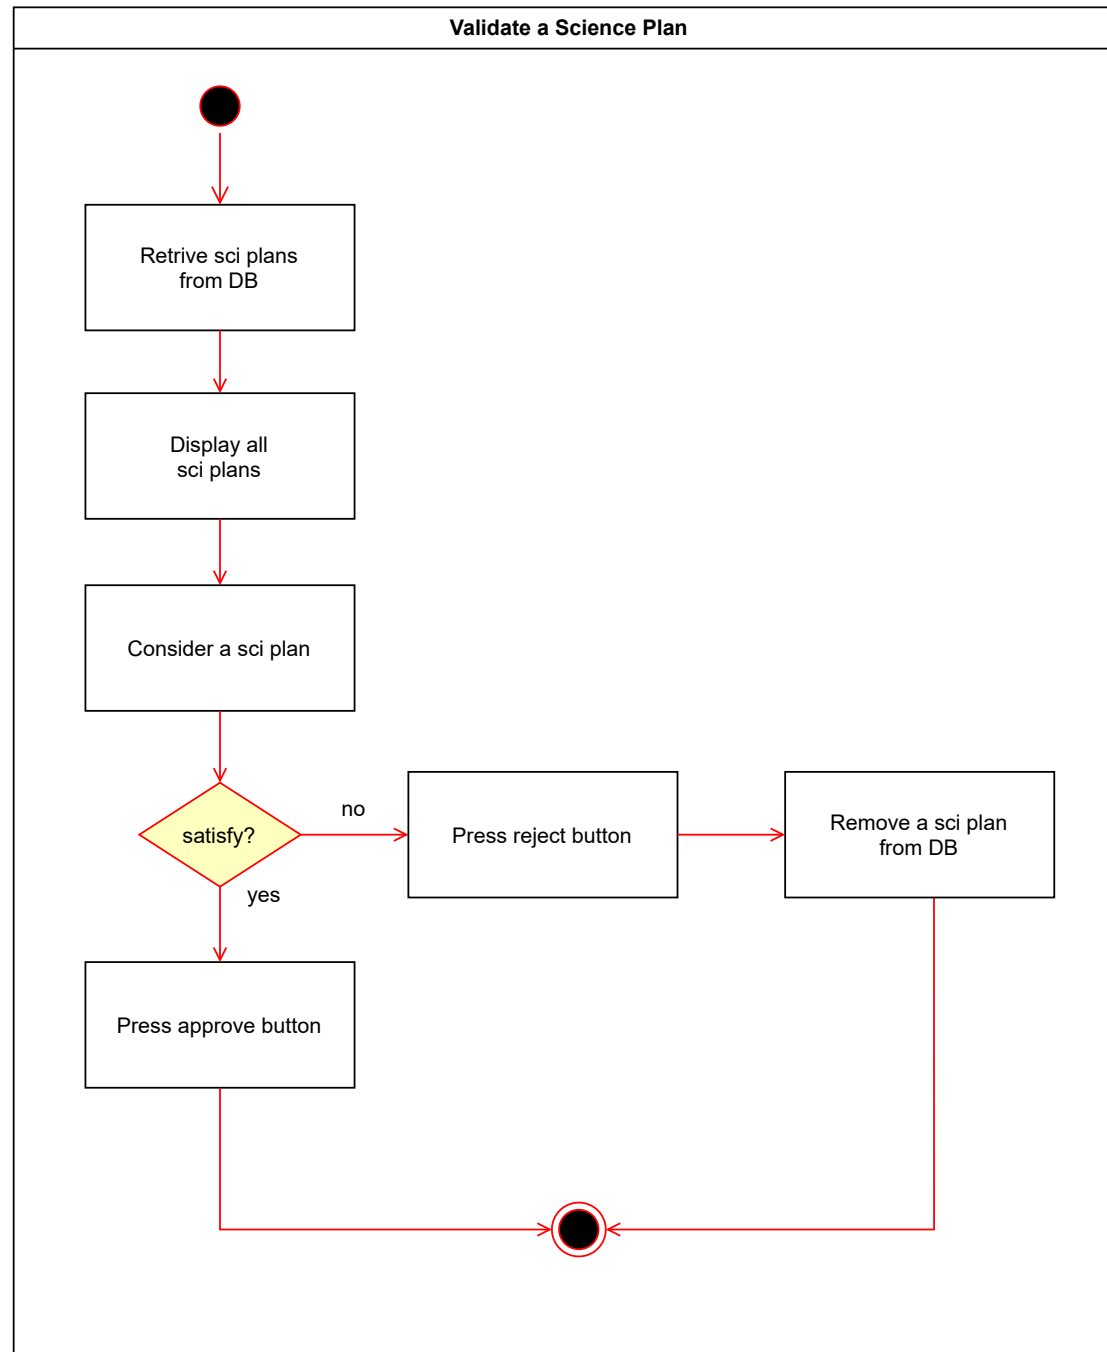 Validate a Science Plan
Retrive sci plans
from DB
Display all
sci plans
Consider a sci plan
satisfy?
no
Press reject button
Remove a sci plan
from DB
yes
Press approve button